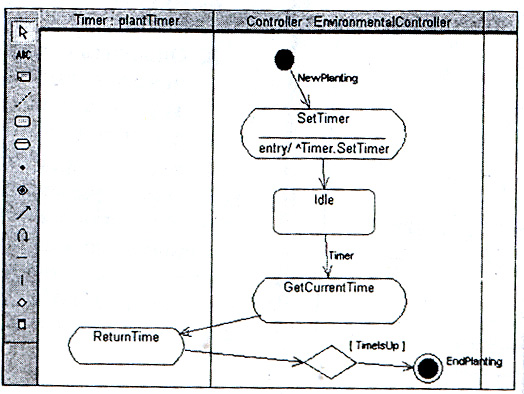 Timer : plantTimer
Controller : EnvironmentalController
ABC
NewPlanting
SetTimer
entry/ ^Timer.SetTimer
Idle
Timer
GetCurrentTime
ReturnTime
[ TimeIsUp ]
EndPlanting